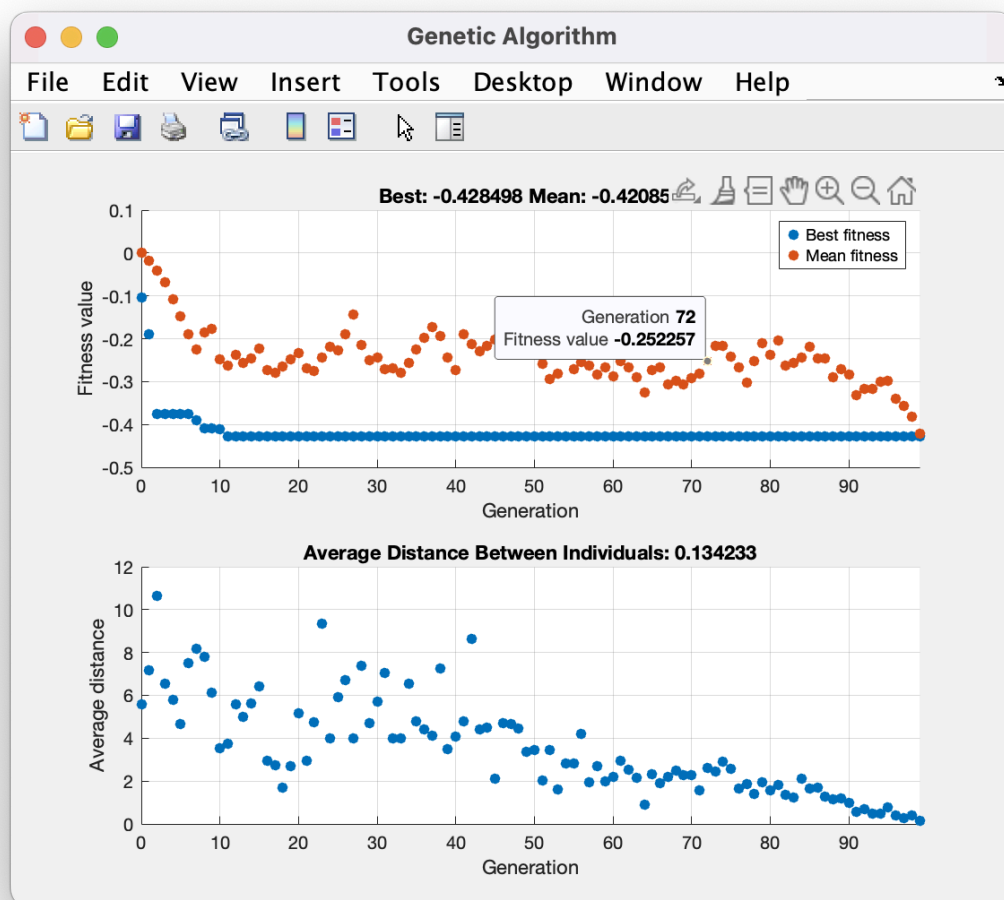 Genetic Algorithm
File Edit View Insert Tools Desktop Window Help
Best: -0.428498 Mean: -0.42085
0.1
0
-0.1
-0.2
-0.3
-0.4
-0.5
Fitness value
Best fitness
Mean fitness
Generation 72
Fitness value -0.252257
0 10 20 30 40 50 60 70 80 90
Generation
Average Distance Between Individuals: 0.134233
12
10
8
6
4
2
0
Average distance
0 10 20 30 40 50 60 70 80 90
Generation